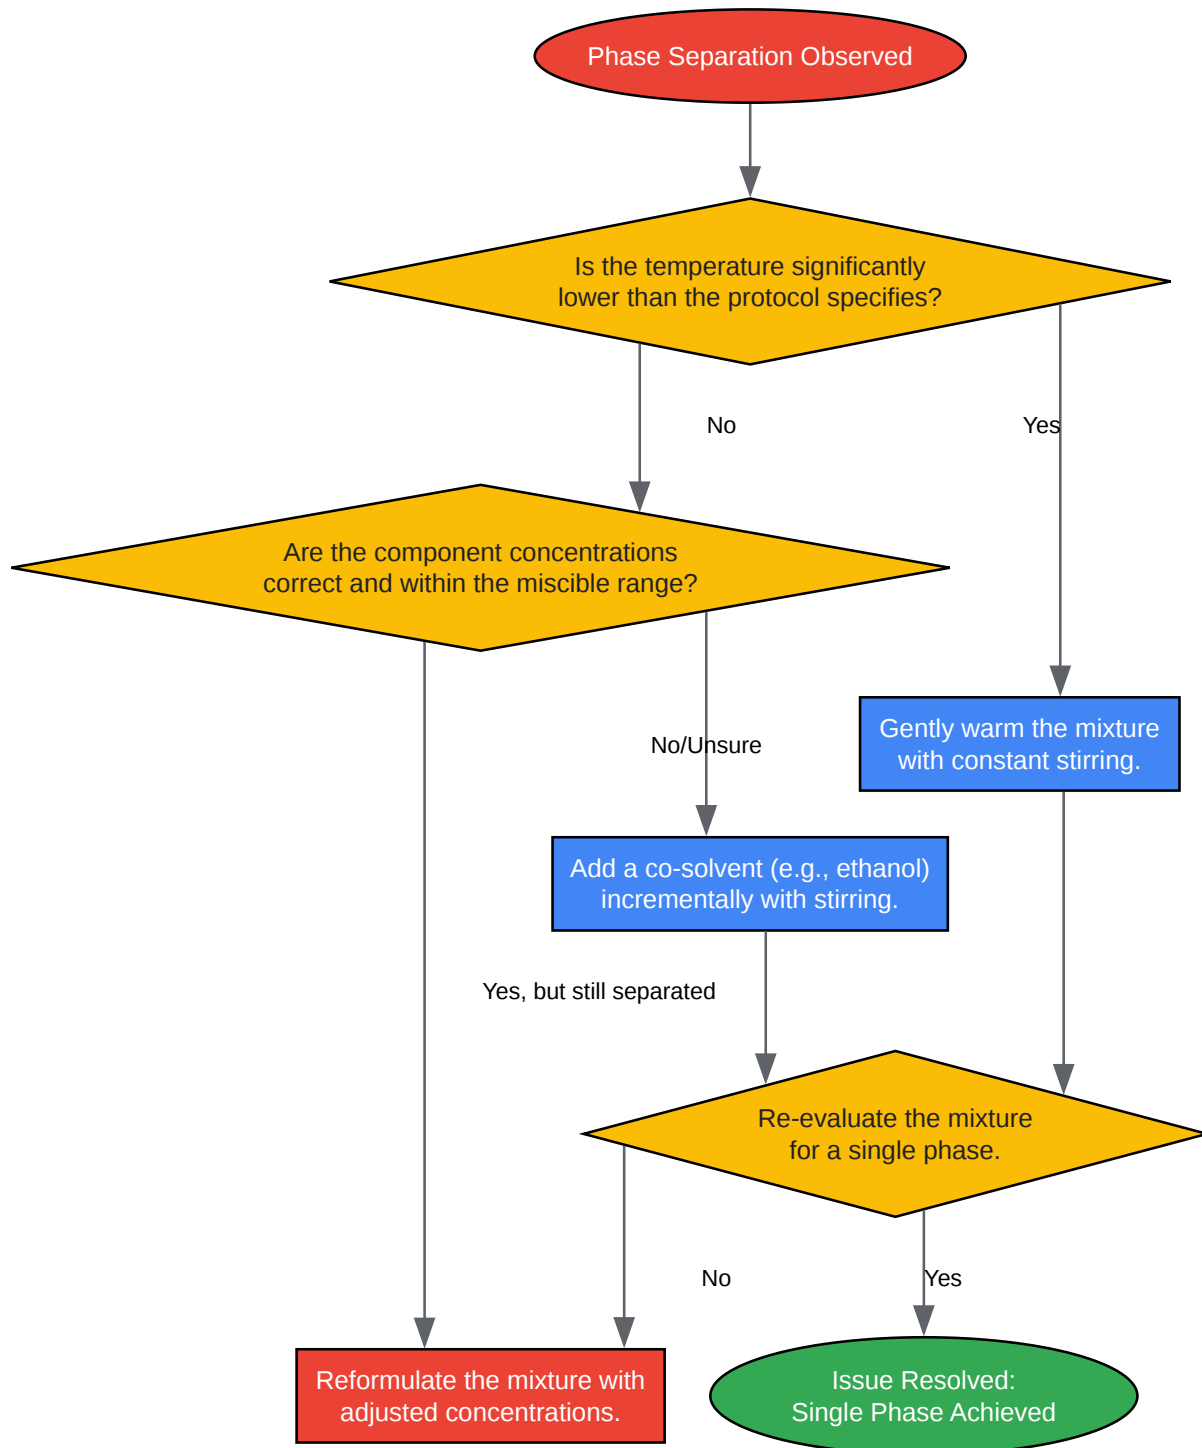 Phase Separation Observed
Is the temperature significantly
lower than the protocol specifies?
No
Yes
Are the component concentrations
correct and within the miscible range?
No/Unsure
Gently warm the mixture
with constant stirring.
Add a co-solvent (e.g., ethanol)
incrementally with stirring.
Yes, but still separated
Re-evaluate the mixture
for a single phase.
No
Yes
Reformulate the mixture with
adjusted concentrations.
Issue Resolved:
Single Phase Achieved